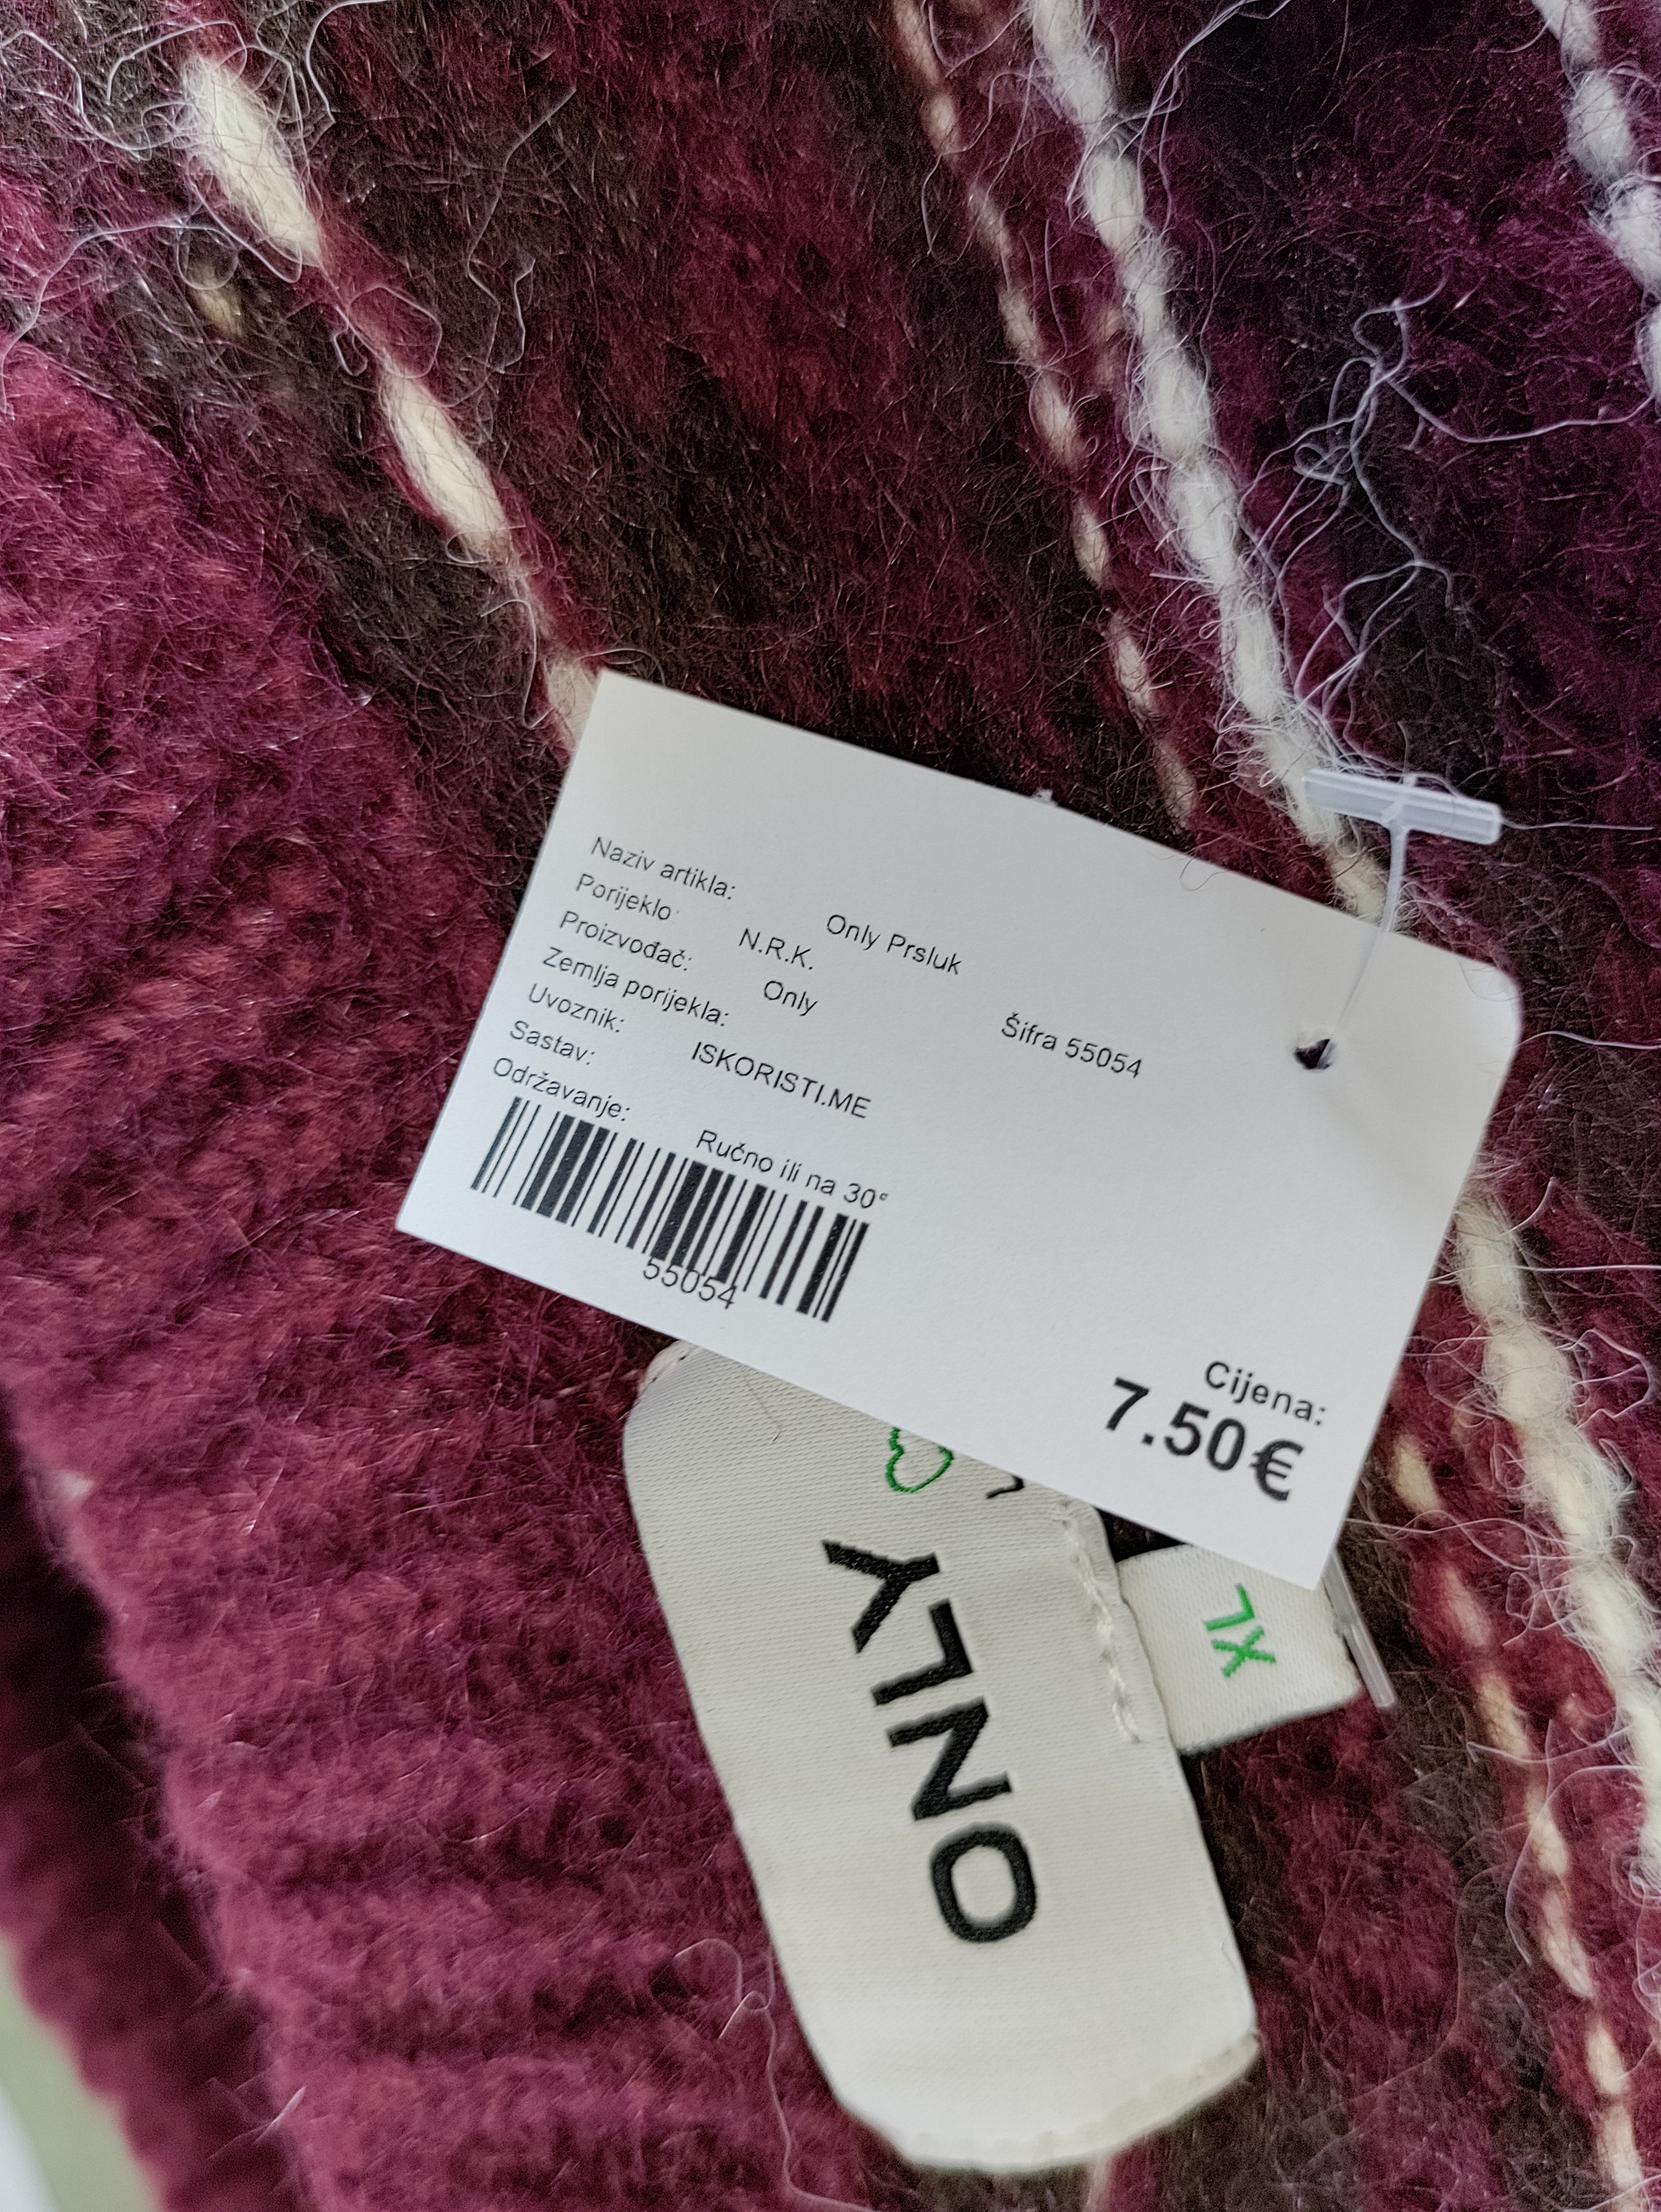 Naziv artikla: Only Prsluk
Porijeklo: N.R.K.
Proizvođač: Only
Šifra 55054
Zemlja porijekla:
Uvoznik: ISKORISTI.ME
Sastav:
Održavanje: Ručno ili na 30°
55054
Cijena:
7.50€
ONLY
XL